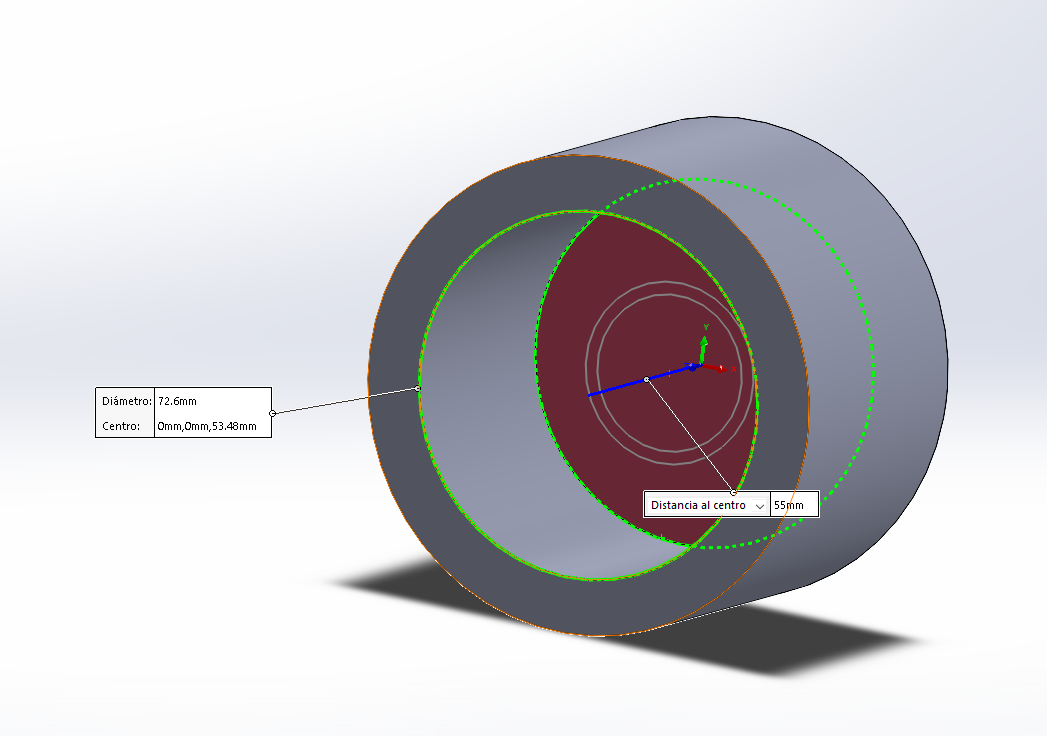 Diámetro: 72.6mm
Centro: 0mm,0mm,53.48mm
Y
X
Distancia al centro 55mm